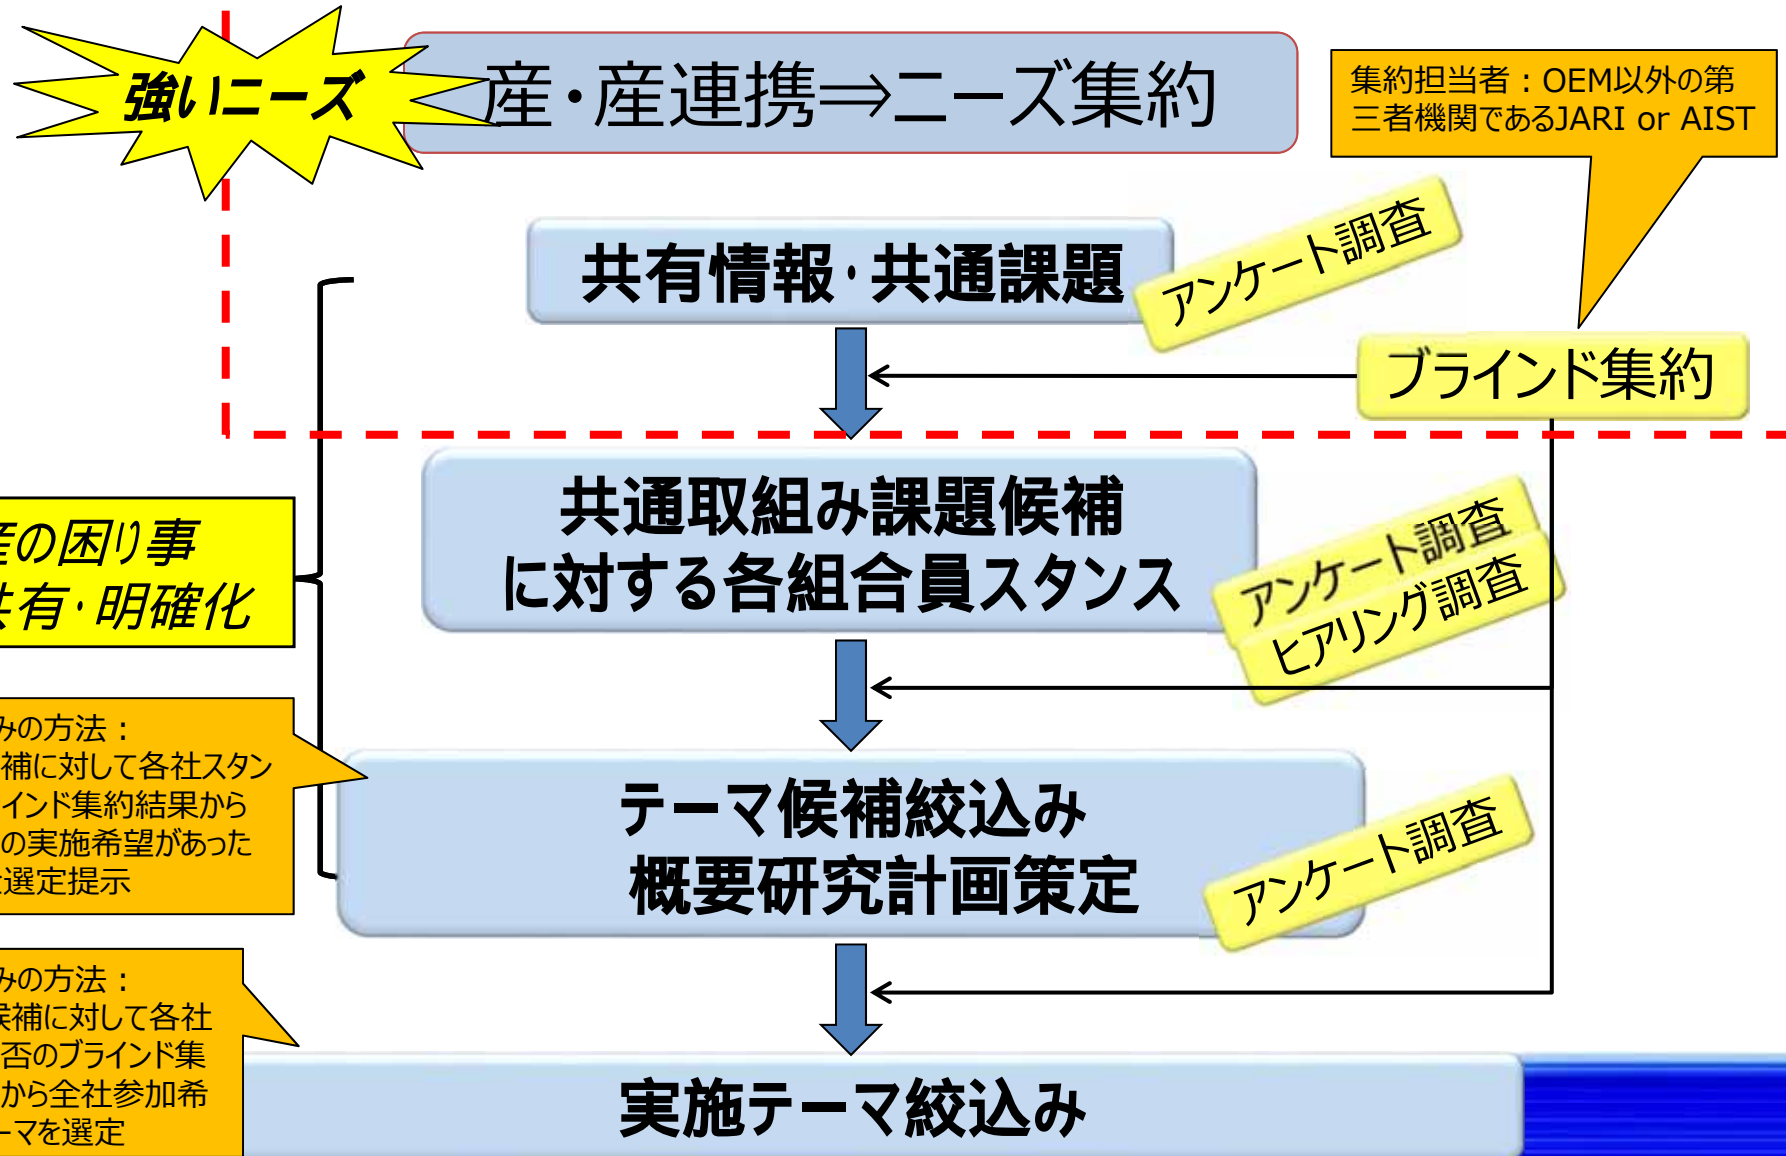 強いニーズ
産・産連携⇒ニーズ集約
集約担当者：OEM以外の第
三者機関であるJARI or AIST
共有情報・共通課題
アンケート調査
ブラインド集約
共通取組み課題候補
に対する各組合員スタンス
アンケート調査
ヒアリング調査
産の困り事
共有・明確化
みの方法：
補に対して各社スタン
インド集約結果から
の実施希望があった
選定提示
テーマ候補絞込み
概要研究計画策定
アンケート調査
みの方法：
候補に対して各社
否のブラインド集
から全社参加希
ーマを選定
実施テーマ絞込み